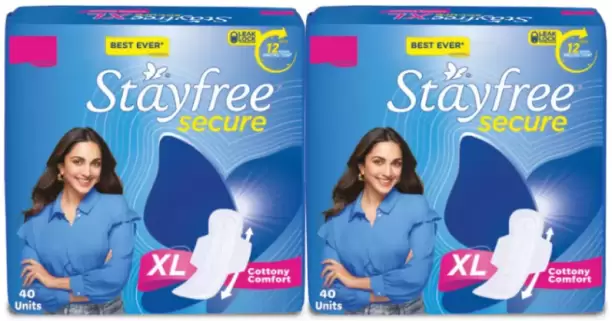 BEST EVER*
LEAK LOCK
12
Stayfree
secure
XL
Cottony
Comfort
40
Units
BEST EVER*
LEAK LOCK
12
Stayfree
secure
XL
Cottony
Comfort
40
Units